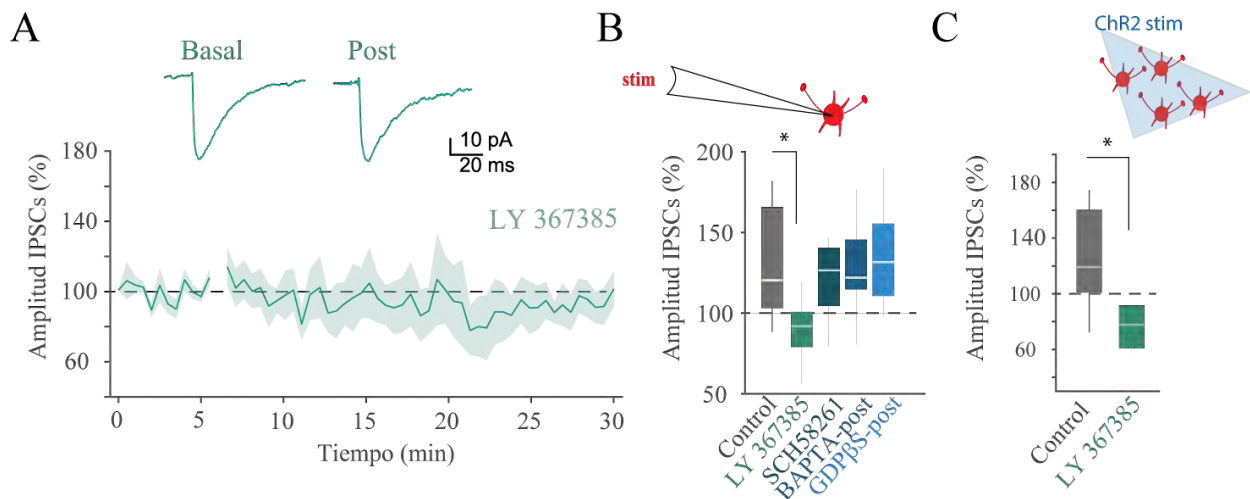 A
Basal
Post
10 pA
20 ms
180
140
100
60
Amplitud IPSCs (%)
LY 367385
0
5
10
15
20
25
30
Tiempo (min)
B
stim
*
200
150
100
50
Amplitud IPSCs (%)
Control
LY 367385
SCH58261
BAPTA-post
GDPβS-post
C
ChR2 stim
*
180
140
100
60
Amplitud IPSCs (%)
Control
LY 367385